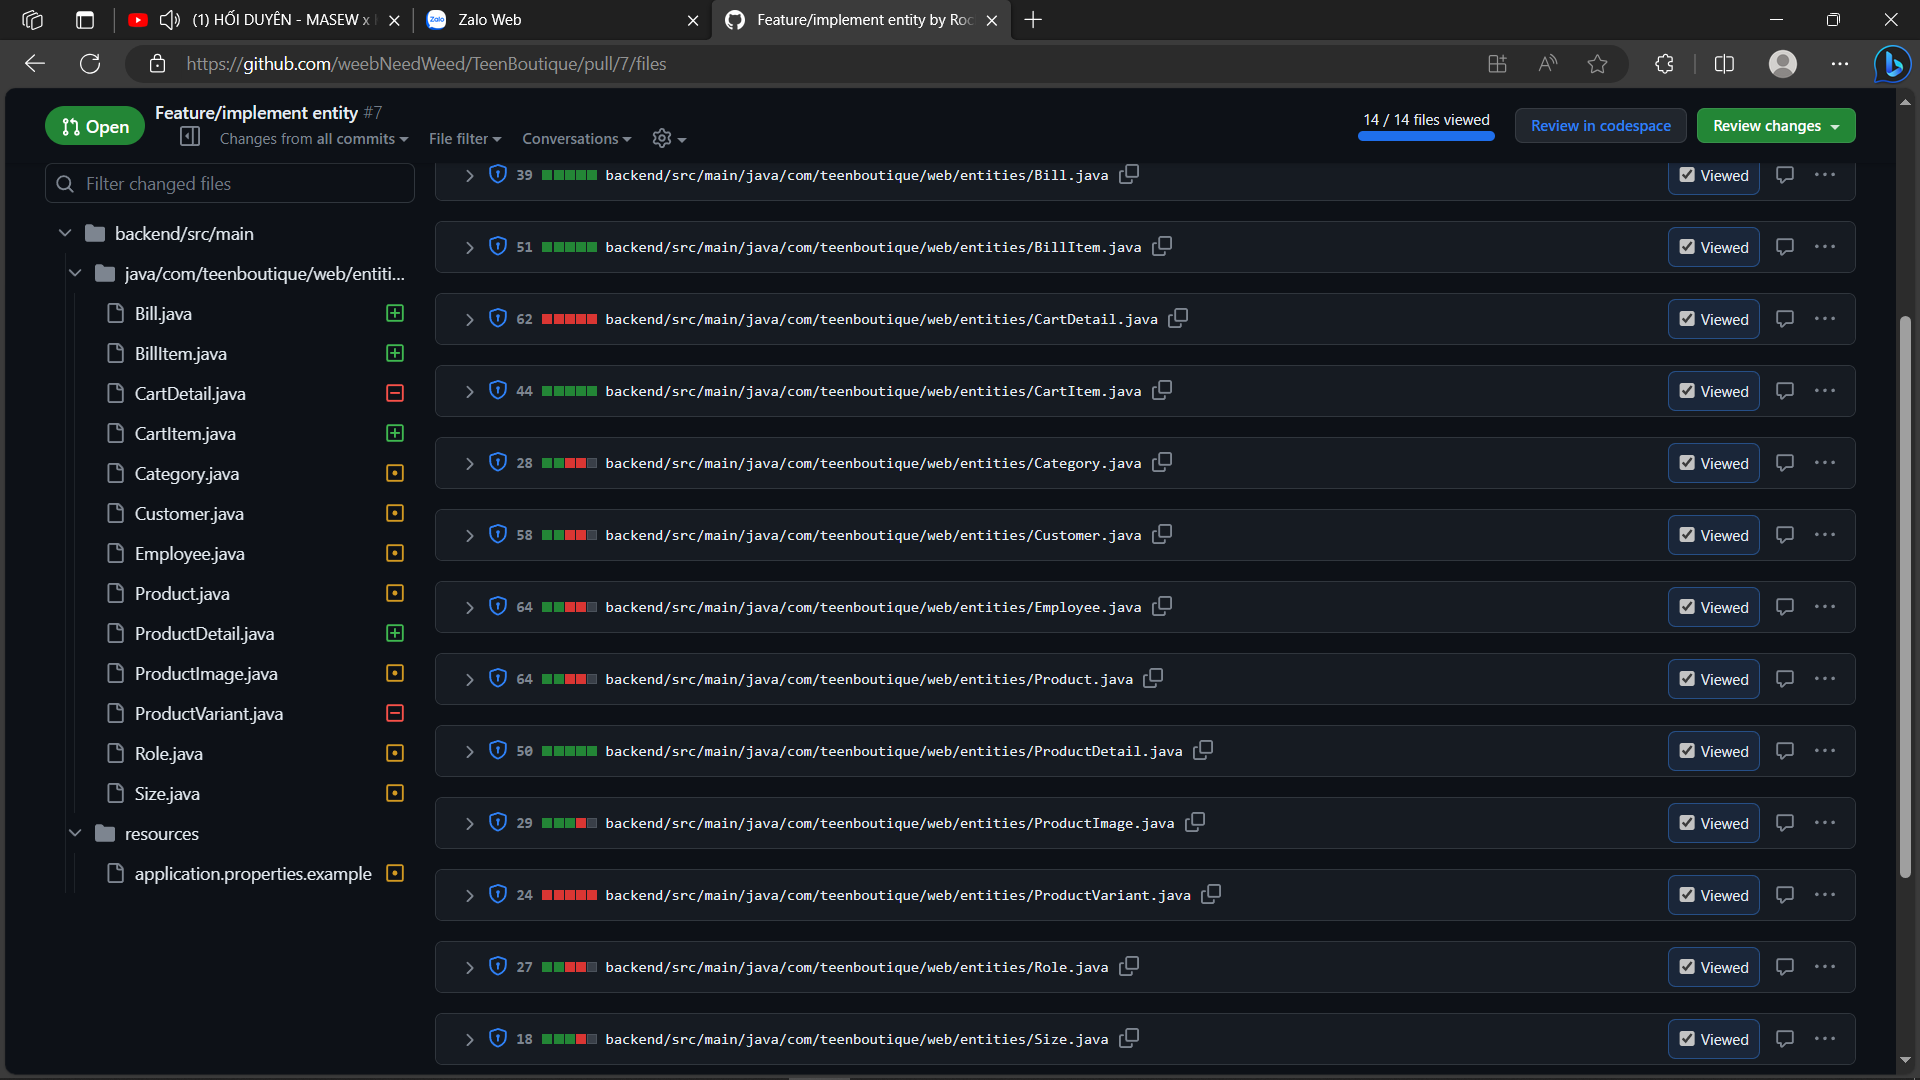 (1) HỐI DUYÊN - MASEW x
Zalo Web
Feature/implement entity by Roc
https://github.com/weebNeedWeed/TeenBoutique/pull/7/files
Open
Feature/implement entity #7
Changes from all commits
File filter
Conversations
14 / 14 files viewed
Review in codespace
Review changes
Filter changed files
backend/src/main
java/com/teenboutique/web/entiti...
Bill.java
BillItem.java
CartDetail.java
CartItem.java
Category.java
Customer.java
Employee.java
Product.java
ProductDetail.java
ProductImage.java
ProductVariant.java
Role.java
Size.java
resources
application.properties.example
39 backend/src/main/java/com/teenboutique/web/entities/Bill.java Viewed
51 backend/src/main/java/com/teenboutique/web/entities/BillItem.java Viewed
62 backend/src/main/java/com/teenboutique/web/entities/CartDetail.java Viewed
44 backend/src/main/java/com/teenboutique/web/entities/CartItem.java Viewed
28 backend/src/main/java/com/teenboutique/web/entities/Category.java Viewed
58 backend/src/main/java/com/teenboutique/web/entities/Customer.java Viewed
64 backend/src/main/java/com/teenboutique/web/entities/Employee.java Viewed
64 backend/src/main/java/com/teenboutique/web/entities/Product.java Viewed
50 backend/src/main/java/com/teenboutique/web/entities/ProductDetail.java Viewed
29 backend/src/main/java/com/teenboutique/web/entities/ProductImage.java Viewed
24 backend/src/main/java/com/teenboutique/web/entities/ProductVariant.java Viewed
27 backend/src/main/java/com/teenboutique/web/entities/Role.java Viewed
18 backend/src/main/java/com/teenboutique/web/entities/Size.java Viewed